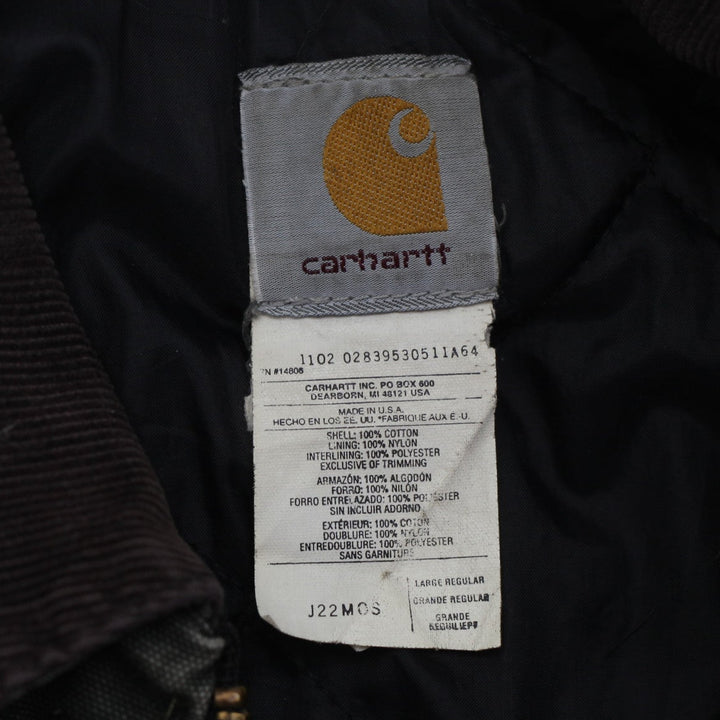 carhartt
1102 02839530511A64
RN #14806
CARHARTT INC. PO BOX 600
DEARBORN, MI 48121 USA
MADE IN U.S.A.
HECHO EN LOS EE. UU. *FABRIQUE AUX E.-U.
SHELL: 100% COTTON
LINING: 100% NYLON
INTERLINING: 100% POLYESTER
EXCLUSIVE OF TRIMMING
ARMAZÓN: 100% ALGODÓN
FORRO: 100% NILÓN
FORRO ENTRELAZADO: 100% POLYESTER
SIN INCLUIR ADORNO
EXTÉRIEUR: 100% COTON
DOUBLURE: 100% NYLON
ENTREDOUBLURE: 100% POLYESTER
SANS GARNITURE
J22MOS
LARGE REGULAR
GRANDE REGULAR
GRANDE